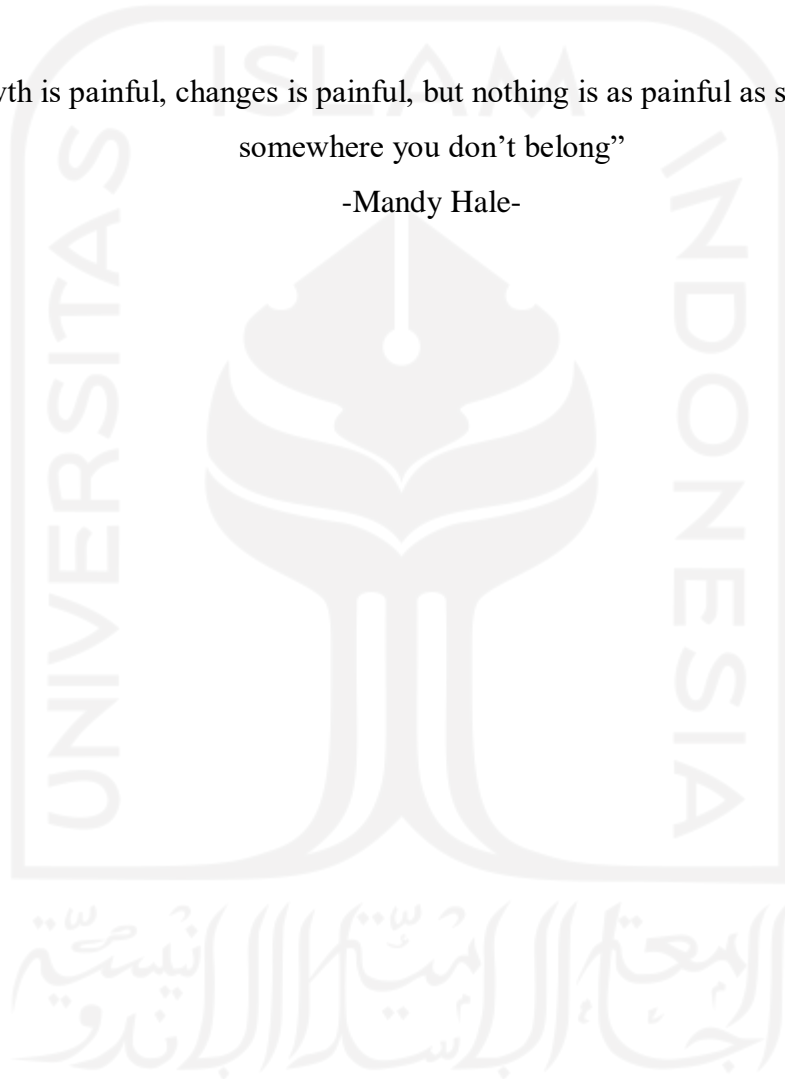 ISLAM
wth is painful, changes is painful, but nothing is as painful as s
somewhere you don’t belong”
-Mandy Hale-
UNIVERSITAS
INDONESIA